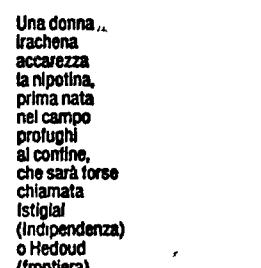 Una donna
irachena
accarezza
la nipotina,
prima nata
nel campo
profughi
al confine,
che sarà forse
chiamata
Istiglal
(Indipendenza)
o Hedoud
(frontiera)